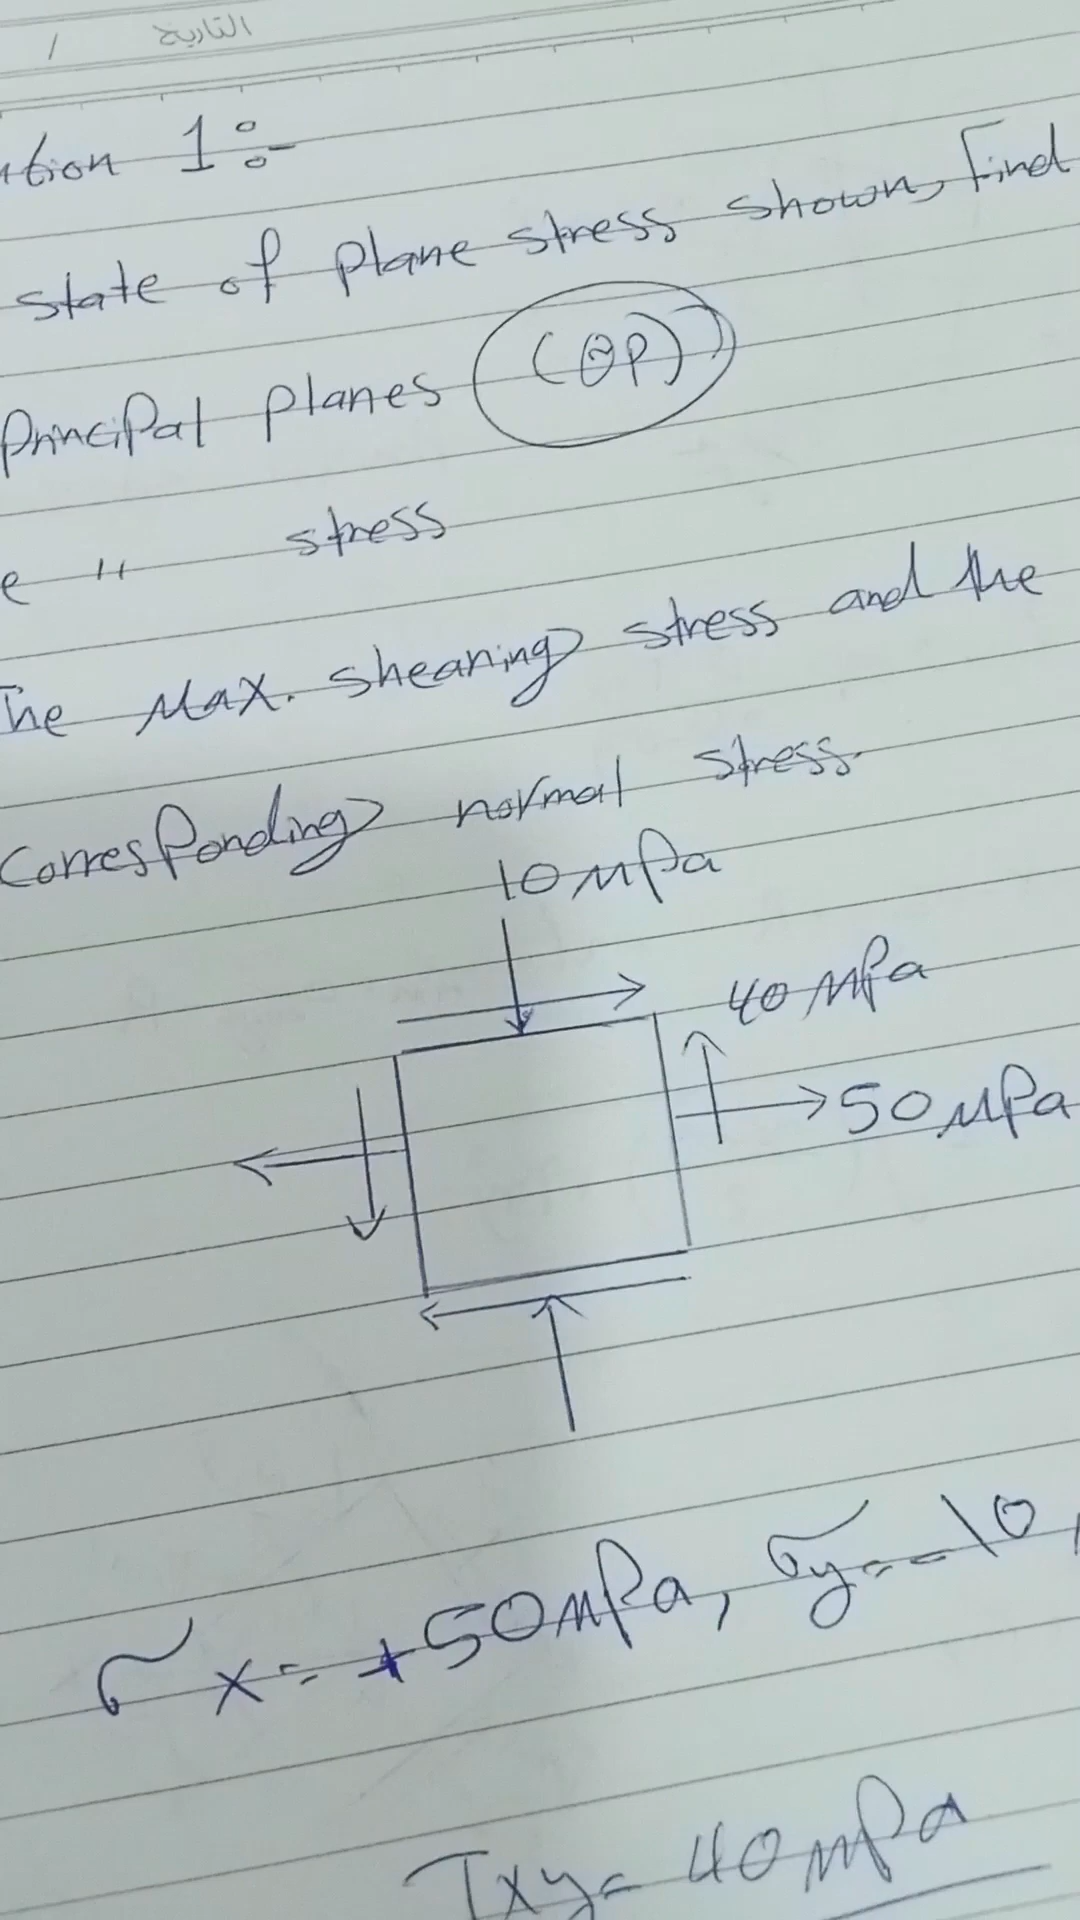 التاريخ /
tion 1:-
state of plane stress shown, Find
Principal planes (θP)
e " stress
The Max. shearing stress and the
Corresponding normal stress.
10 MPa
40 MPa
50 MPa
σx = +50 MPa, σy = -10
τxy = 40 MPa